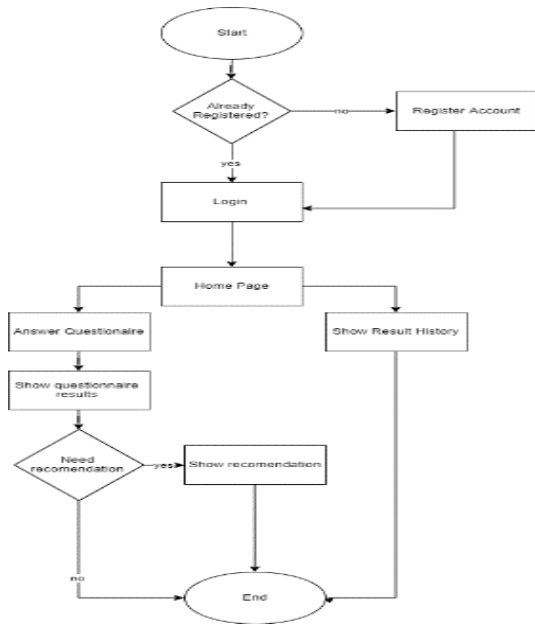 Start
Already
Registered?
no
Register Account
yes
Login
Home Page
Answer Questionaire
Show Result History
Show questionnaire
results
Need
recomendation
yes
Show recomendation
no
End